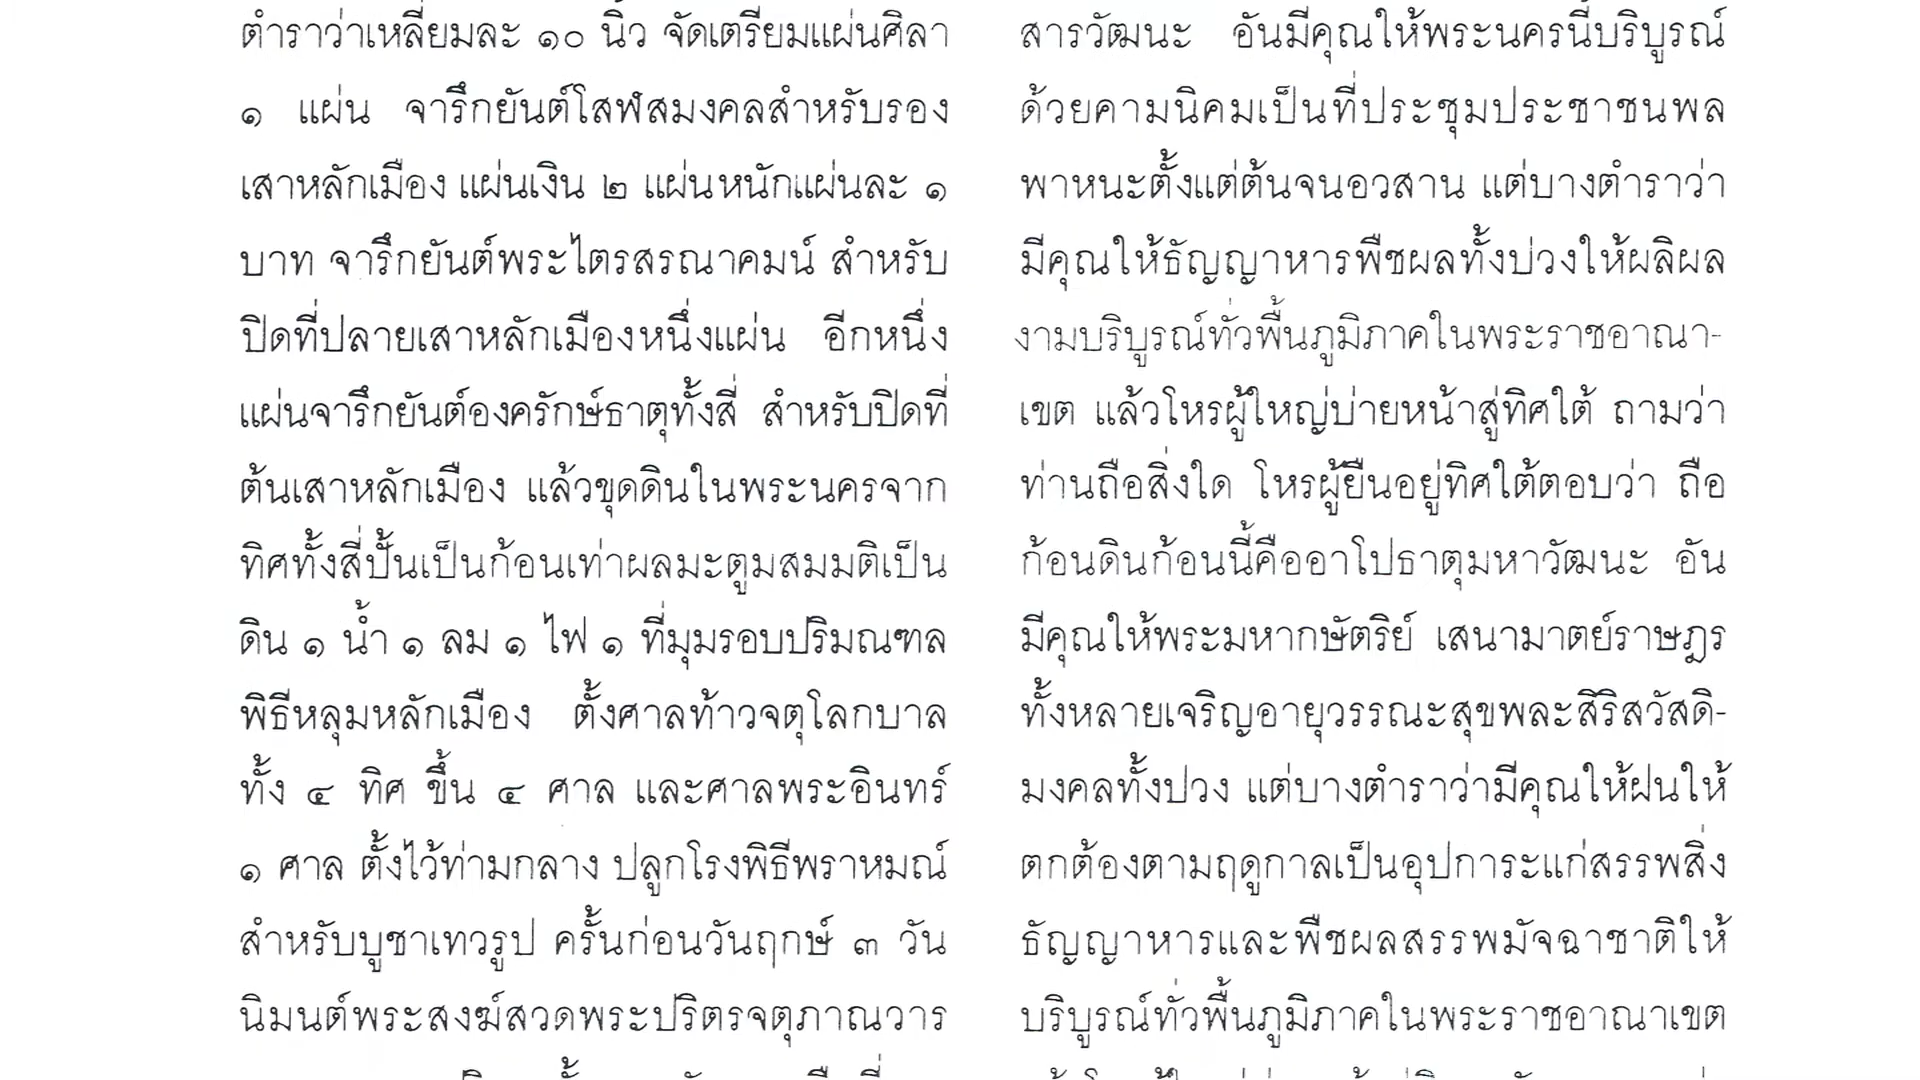 ตำราว่าเหลี่ยมละ ๑๐ นิ้ว จัดเตรียมแผ่นศิลา
๑ แผ่น จารึกยันต์โสฬสมงคลสำหรับรอง
เสาหลักเมือง แผ่นเงิน ๒ แผ่นหนักแผ่นละ ๑
บาท จารึกยันต์พระไตรสรณาคมน์ สำหรับ
ปิดที่ปลายเสาหลักเมืองหนึ่งแผ่น อีกหนึ่ง
แผ่นจารึกยันต์องครักษ์ธาตุทั้งสี่ สำหรับปิดที่
ต้นเสาหลักเมือง แล้วขุดดินในพระนครจาก
ทิศทั้งสี่ปั้นเป็นก้อนเท่าผลมะตูมสมมติเป็น
ดิน ๑ น้ำ ๑ ลม ๑ ไฟ ๑ ที่มุมรอบปริมณฑล
พิธีหลุมหลักเมือง ตั้งศาลท้าวจตุโลกบาล
ทั้ง ๔ ทิศ ขึ้น ๔ ศาล และศาลพระอินทร์
๑ ศาล ตั้งไว้ท่ามกลาง ปลูกโรงพิธีพราหมณ์
สำหรับบูชาเทวรูป ครั้นก่อนวันฤกษ์ ๓ วัน
นิมนต์พระสงฆ์สวดพระปริตรจตุภาณวาร
สารวัฒนะ อันมีคุณให้พระนครนี้บริบูรณ์
ด้วยคามนิคมเป็นที่ประชุมประชาชนพล
พาหนะตั้งแต่ต้นจนอวสาน แต่บางตำราว่า
มีคุณให้ธัญญาหารพืชผลทั้งบ่วงให้ผลิผล
งามบริบูรณ์ทั่วพื้นภูมิภาคในพระราชอาณา-
เขต แล้วโหรผู้ใหญ่บ่ายหน้าสู่ทิศใต้ ถามว่า
ท่านถือสิ่งใด โหรผู้ยืนอยู่ทิศใต้ตอบว่า ถือ
ก้อนดินก้อนนี้คืออาโปธาตุมหาวัฒนะ อัน
มีคุณให้พระมหากษัตริย์ เสนามาตย์ราษฎร
ทั้งหลายเจริญอายุวรรณะสุขพละสิริสวัสดิ-
มงคลทั้งปวง แต่บางตำราว่ามีคุณให้ฝนให้
ตกต้องตามฤดูกาลเป็นอุปการะแก่สรรพสิ่ง
ธัญญาหารและพืชผลสรรพมัจฉาชาติให้
บริบูรณ์ทั่วพื้นภูมิภาคในพระราชอาณาเขต